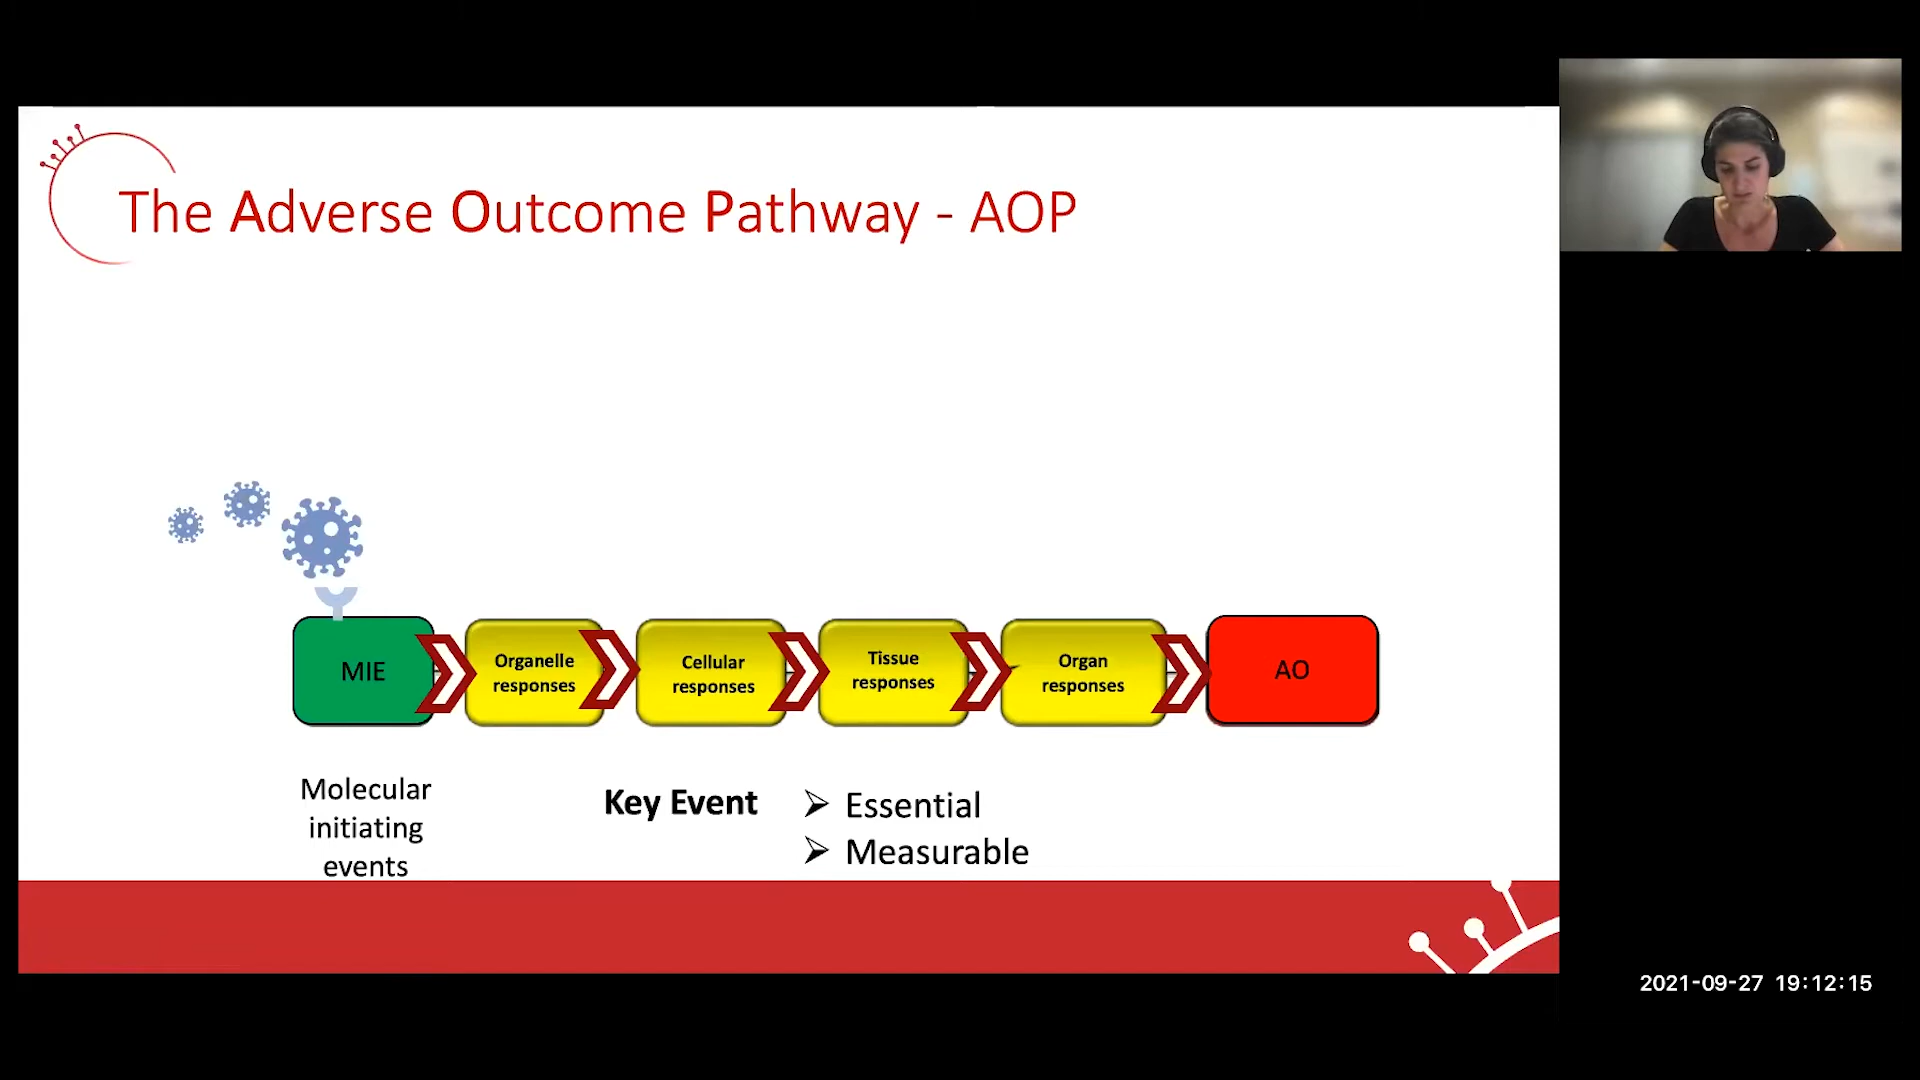 The Adverse Outcome Pathway - AOP
MIE
Organelle
responses
Cellular
responses
Tissue
responses
Organ
responses
AO
Molecular
initiating
events
Key Event
➢ Essential
➢ Measurable
2021-09-27 19:12:15